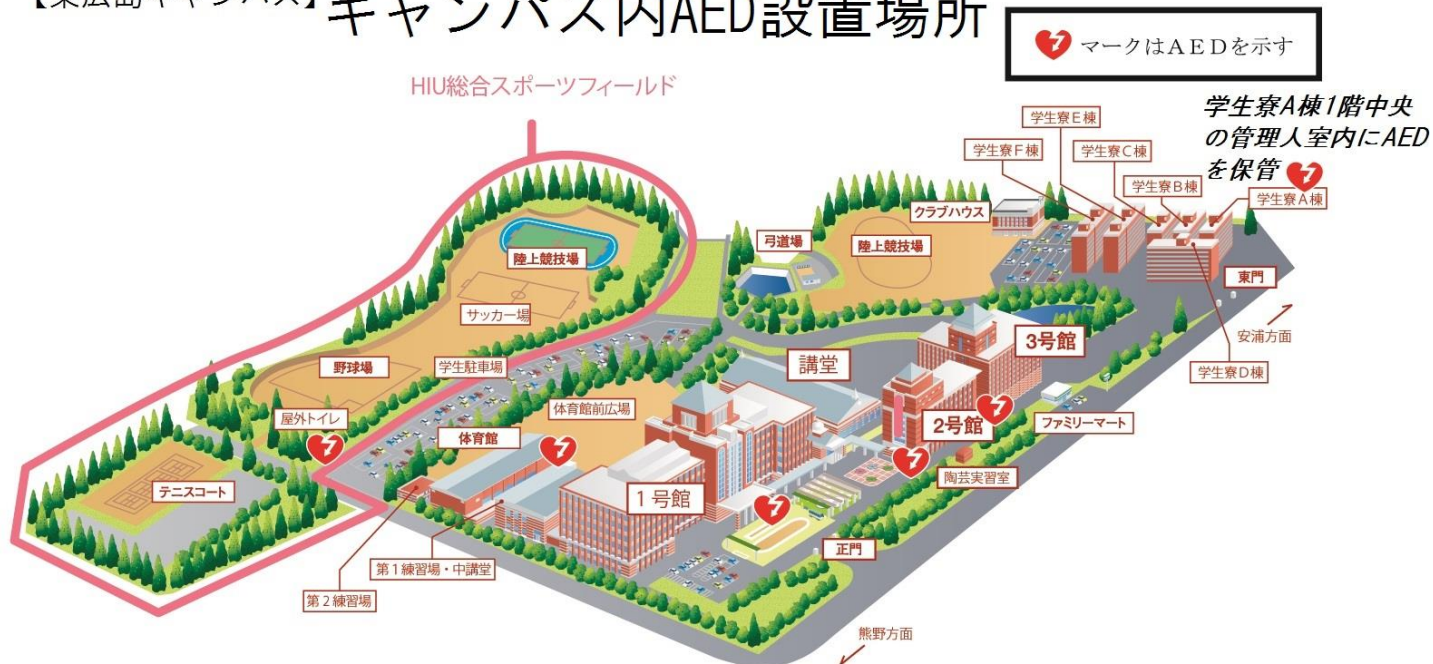 【東広島キャンパス】
キャンパス内AED設置場所
マークはAEDを示す
HIU総合スポーツフィールド
学生寮A棟1階中央
の管理人室内にAED
を保管
学生寮E棟
学生寮F棟
学生寮C棟
学生寮B棟
学生寮A棟
クラブハウス
弓道場
陸上競技場
陸上競技場
東門
サッカー場
安浦方面
3号館
講堂
野球場
学生駐車場
学生寮D棟
体育館前広場
屋外トイレ
2号館
ファミリーマート
体育館
陶芸実習室
テニスコート
1号館
正門
第1練習場・中講堂
第2練習場
熊野方面